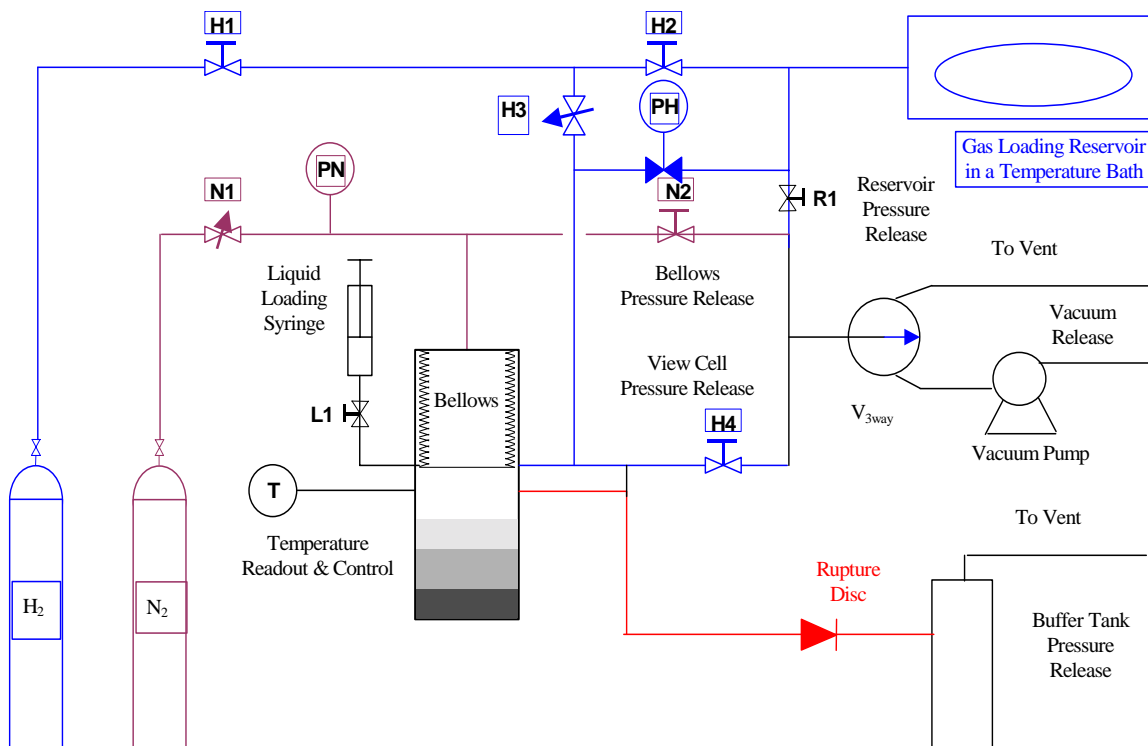 H1
H2
H3
PH
Gas Loading Reservoir
in a Temperature Bath
PN
N1
N2
R1
Reservoir
Pressure
Release
To Vent
Liquid
Loading
Syringe
Bellows
Pressure Release
Vacuum
Release
View Cell
Pressure Release
Bellows
L1
V3way
H4
Vacuum Pump
T
Temperature
Readout & Control
To Vent
Rupture
Disc
H2
N2
Buffer Tank
Pressure
Release